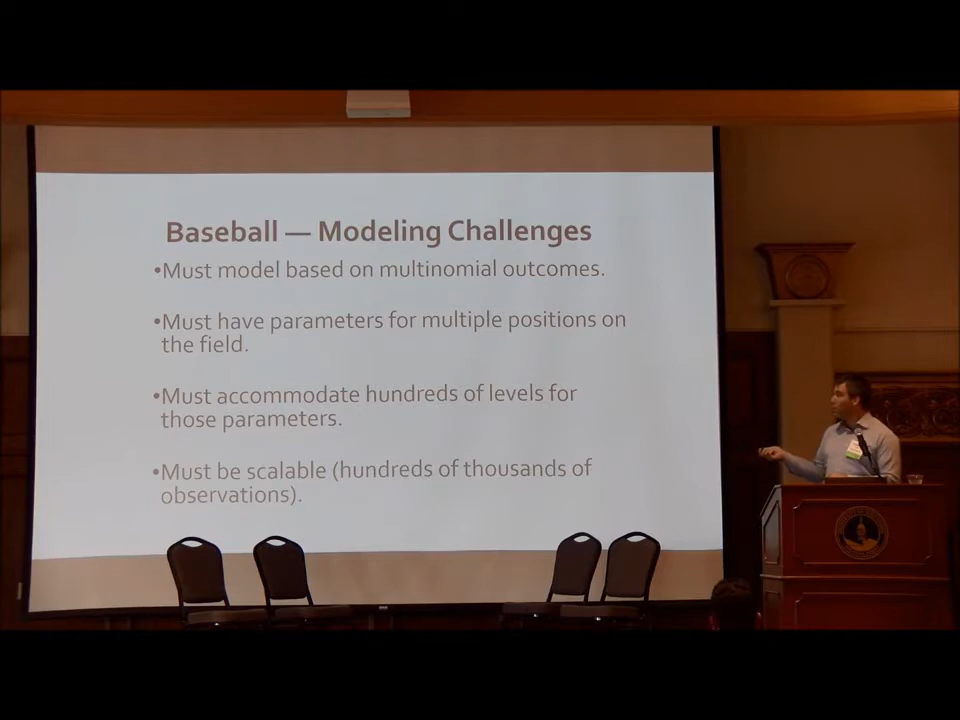 Baseball — Modeling Challenges
•Must model based on multinomial outcomes.
•Must have parameters for multiple positions on
the field.
•Must accommodate hundreds of levels for
those parameters.
•Must be scalable (hundreds of thousands of
observations).